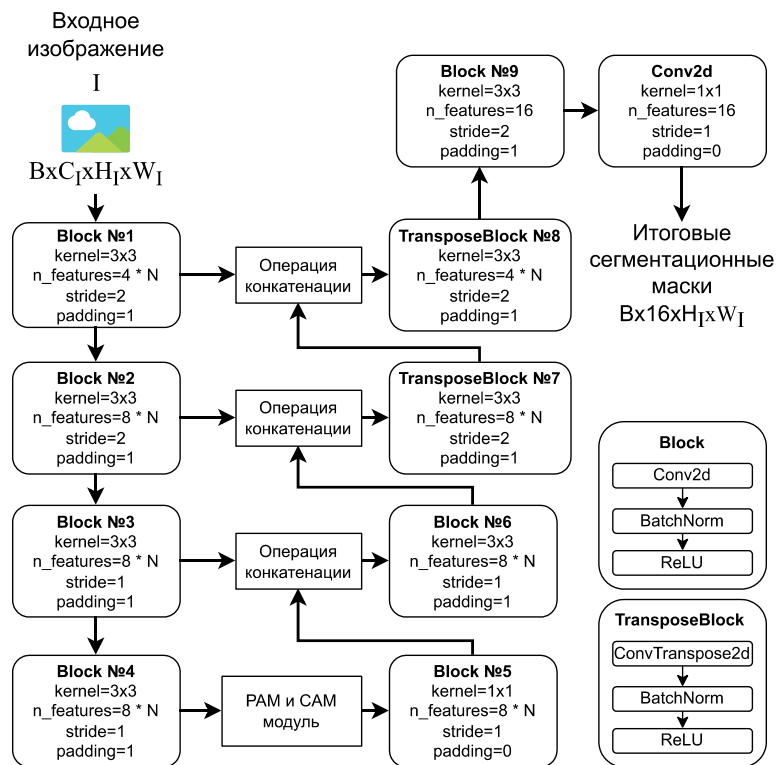 Входное
изображение
I
BxC_IxH_IxW_I
Block №1
kernel=3x3
n_features=4 * N
stride=2
padding=1
Block №2
kernel=3x3
n_features=8 * N
stride=2
padding=1
Block №3
kernel=3x3
n_features=8 * N
stride=1
padding=1
Block №4
kernel=3x3
n_features=8 * N
stride=1
padding=1
PAM и CAM
модуль
Block №5
kernel=1x1
n_features=8 * N
stride=1
padding=0
Операция
конкатенации
Block №6
kernel=3x3
n_features=8 * N
stride=1
padding=1
Операция
конкатенации
TransposeBlock №7
kernel=3x3
n_features=8 * N
stride=2
padding=1
Операция
конкатенации
TransposeBlock №8
kernel=3x3
n_features=4 * N
stride=2
padding=1
Block №9
kernel=3x3
n_features=16
stride=2
padding=1
Conv2d
kernel=1x1
n_features=16
stride=1
padding=0
Итоговые
сегментационные
маски
Bx16xH_IxW_I
Block
Conv2d
BatchNorm
ReLU
TransposeBlock
ConvTranspose2d
BatchNorm
ReLU